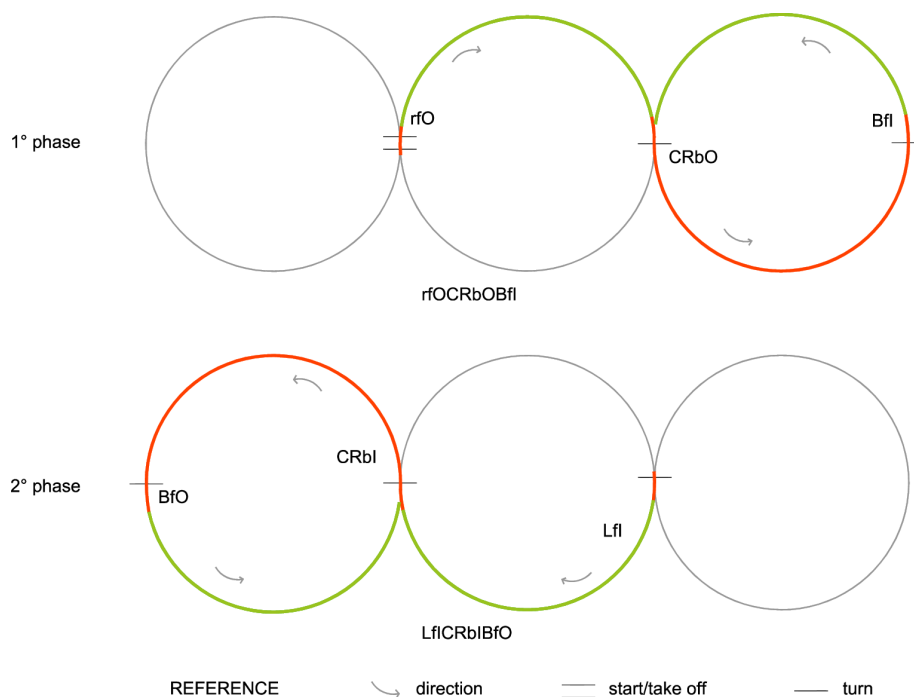 rfO
BfI
1° phase
CRbO
rfOCRbOBfI
CRbI
2° phase
BfO
LfI
LfICRbIBfO
REFERENCE direction start/take off turn